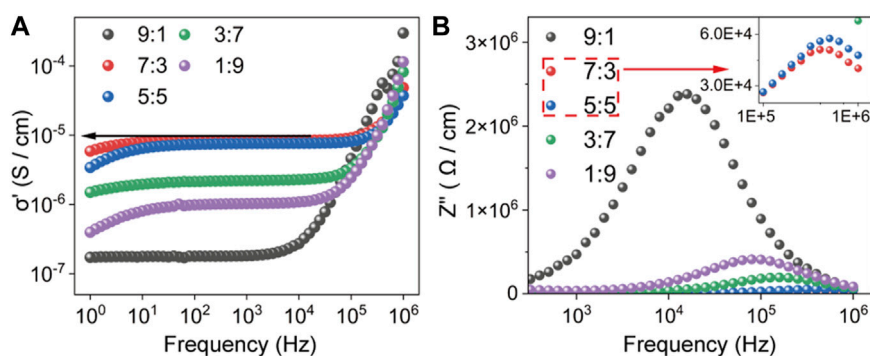 A
9:1
3:7
7:3
1:9
5:5
10⁻⁴
10⁻⁵
10⁻⁶
10⁻⁷
σ' (S / cm)
10⁰ 10¹ 10² 10³ 10⁴ 10⁵ 10⁶
Frequency (Hz)
B
9:1
7:3
5:5
3:7
1:9
3×10⁶
2×10⁶
1×10⁶
0
Z'' ( Ω / cm)
6.0E+4
3.0E+4
1E+5 1E+6
10³ 10⁴ 10⁵ 10⁶
Frequency (Hz)